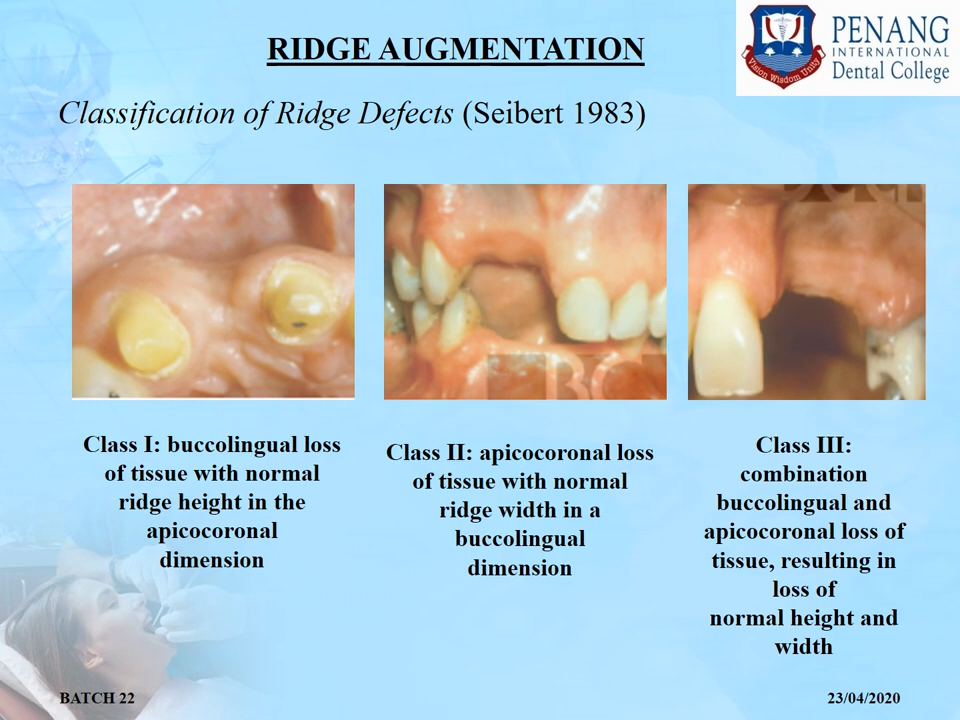 RIDGE AUGMENTATION
PENANG
INTERNATIONAL
Dental College
Vision Wisdom Unity
Classification of Ridge Defects (Seibert 1983)
Class I: buccolingual loss
of tissue with normal
ridge height in the
apicocoronal
dimension
Class II: apicocoronal loss
of tissue with normal
ridge width in a
buccolingual
dimension
Class III:
combination
buccolingual and
apicocoronal loss of
tissue, resulting in
loss of
normal height and
width
BATCH 22
23/04/2020